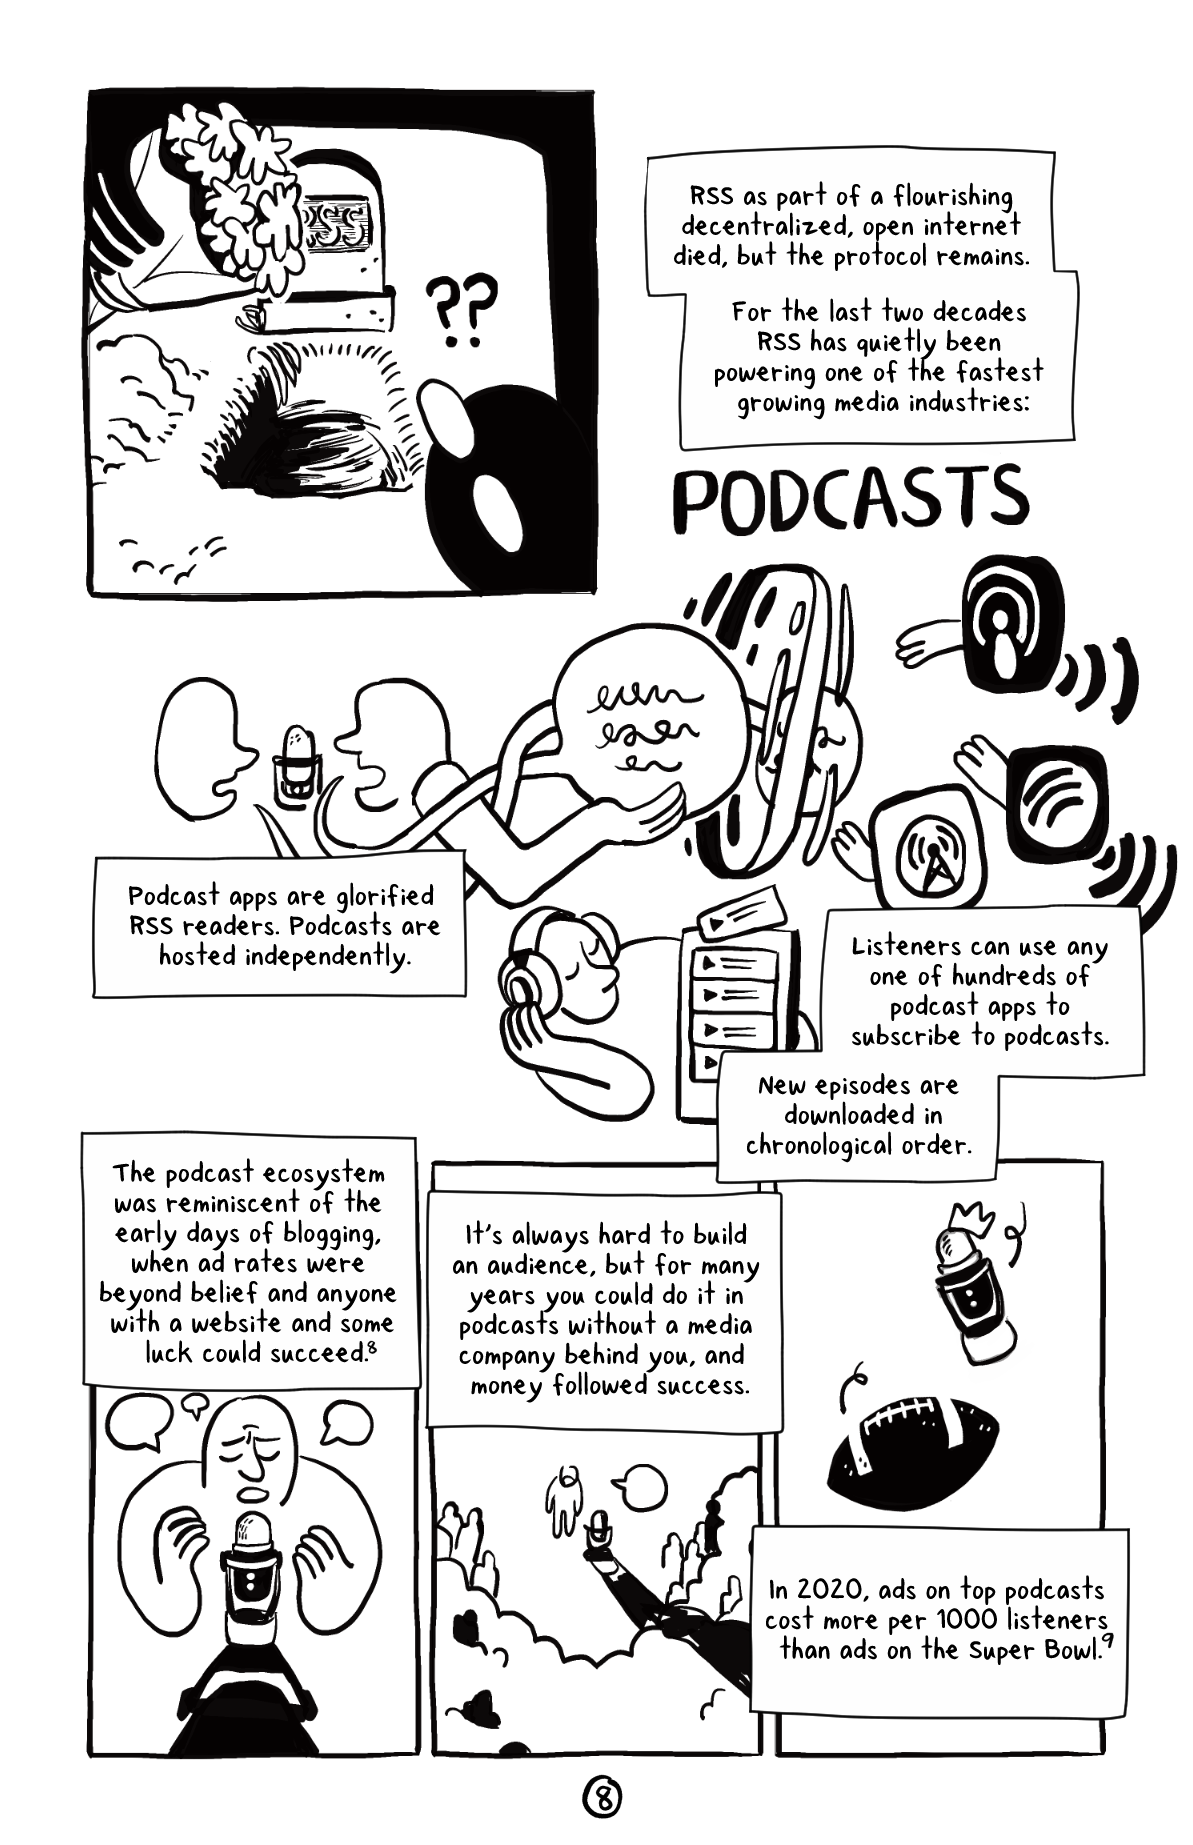 RSS
??
RSS as part of a flourishing
decentralized, open internet
died, but the protocol remains.
For the last two decades
RSS has quietly been
powering one of the fastest
growing media industries:
PODCASTS
Podcast apps are glorified
RSS readers. Podcasts are
hosted independently.
Listeners can use any
one of hundreds of
podcast apps to
subscribe to podcasts.
New episodes are
downloaded in
chronological order.
The podcast ecosystem
was reminiscent of the
early days of blogging,
when ad rates were
beyond belief and anyone
with a website and some
luck could succeed.⁸
It's always hard to build
an audience, but for many
years you could do it in
podcasts without a media
company behind you, and
money followed success.
In 2020, ads on top podcasts
cost more per 1000 listeners
than ads on the Super Bowl.⁹
8